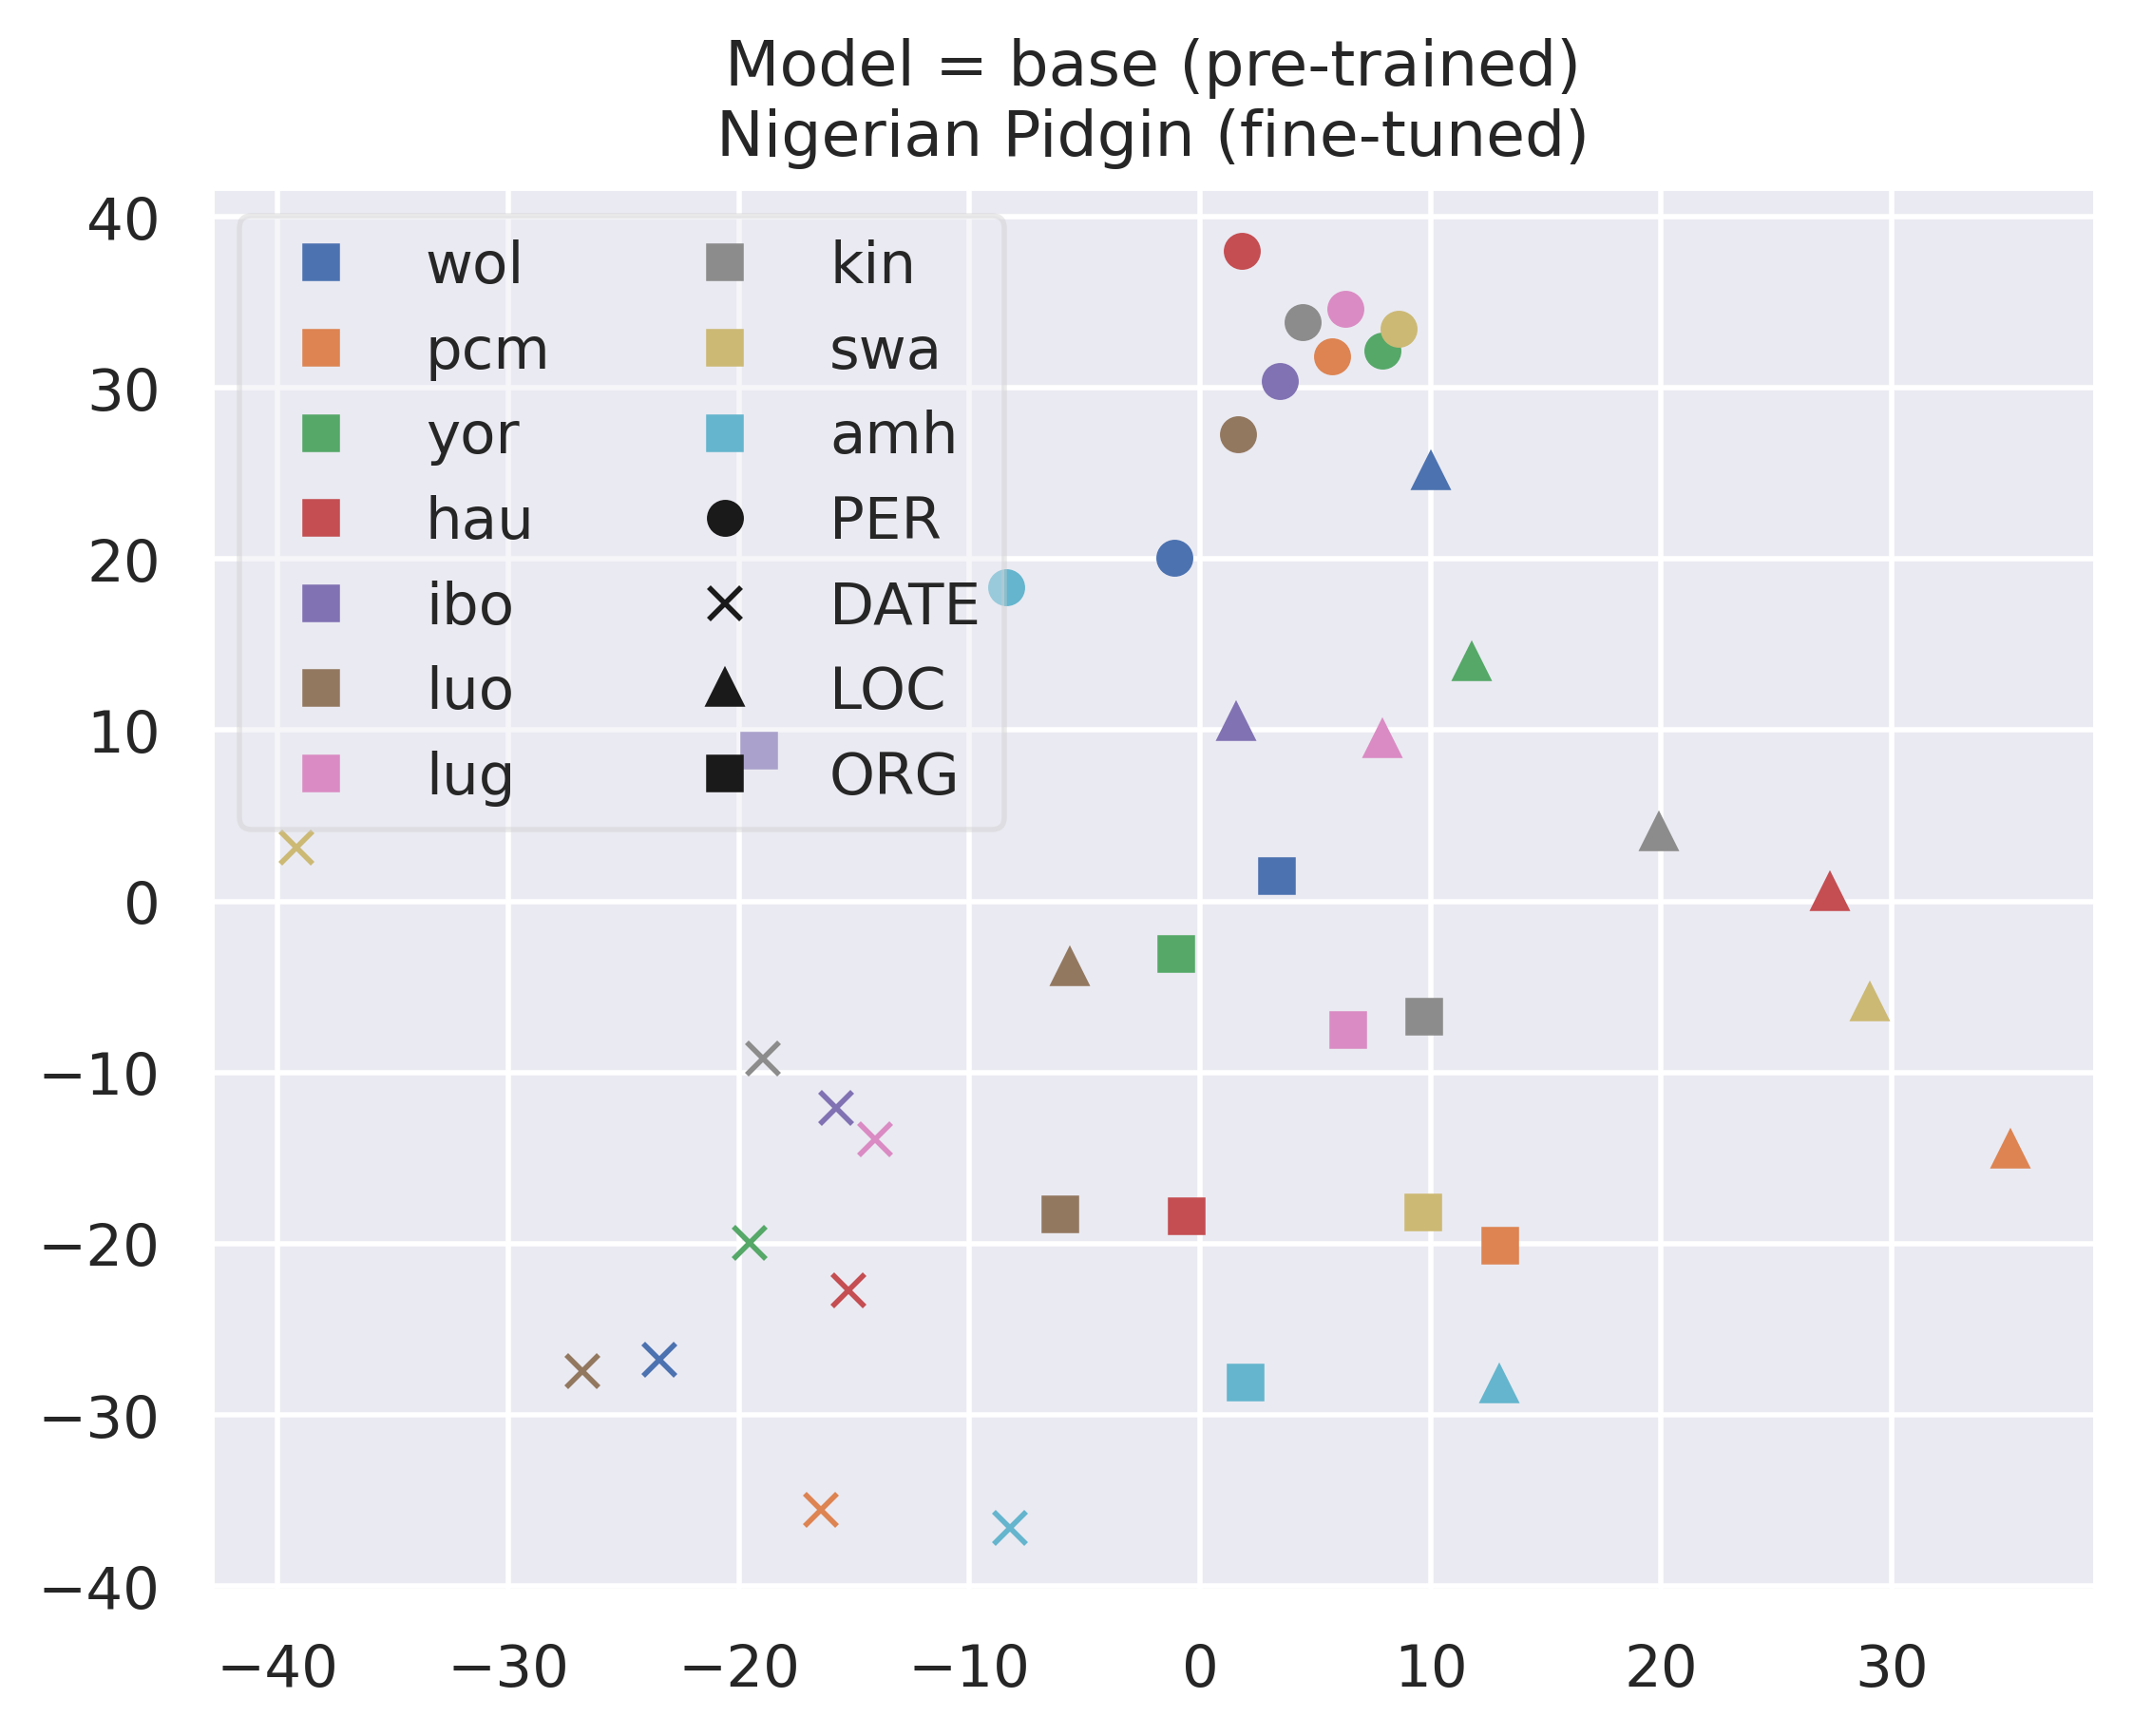 Model = base (pre-trained)
Nigerian Pidgin (fine-tuned)
wol
pcm
yor
hau
ibo
luo
lug
kin
swa
amh
PER
DATE
LOC
ORG
40
30
20
10
0
−10
−20
−30
−40
−40 −30 −20 −10 0 10 20 30